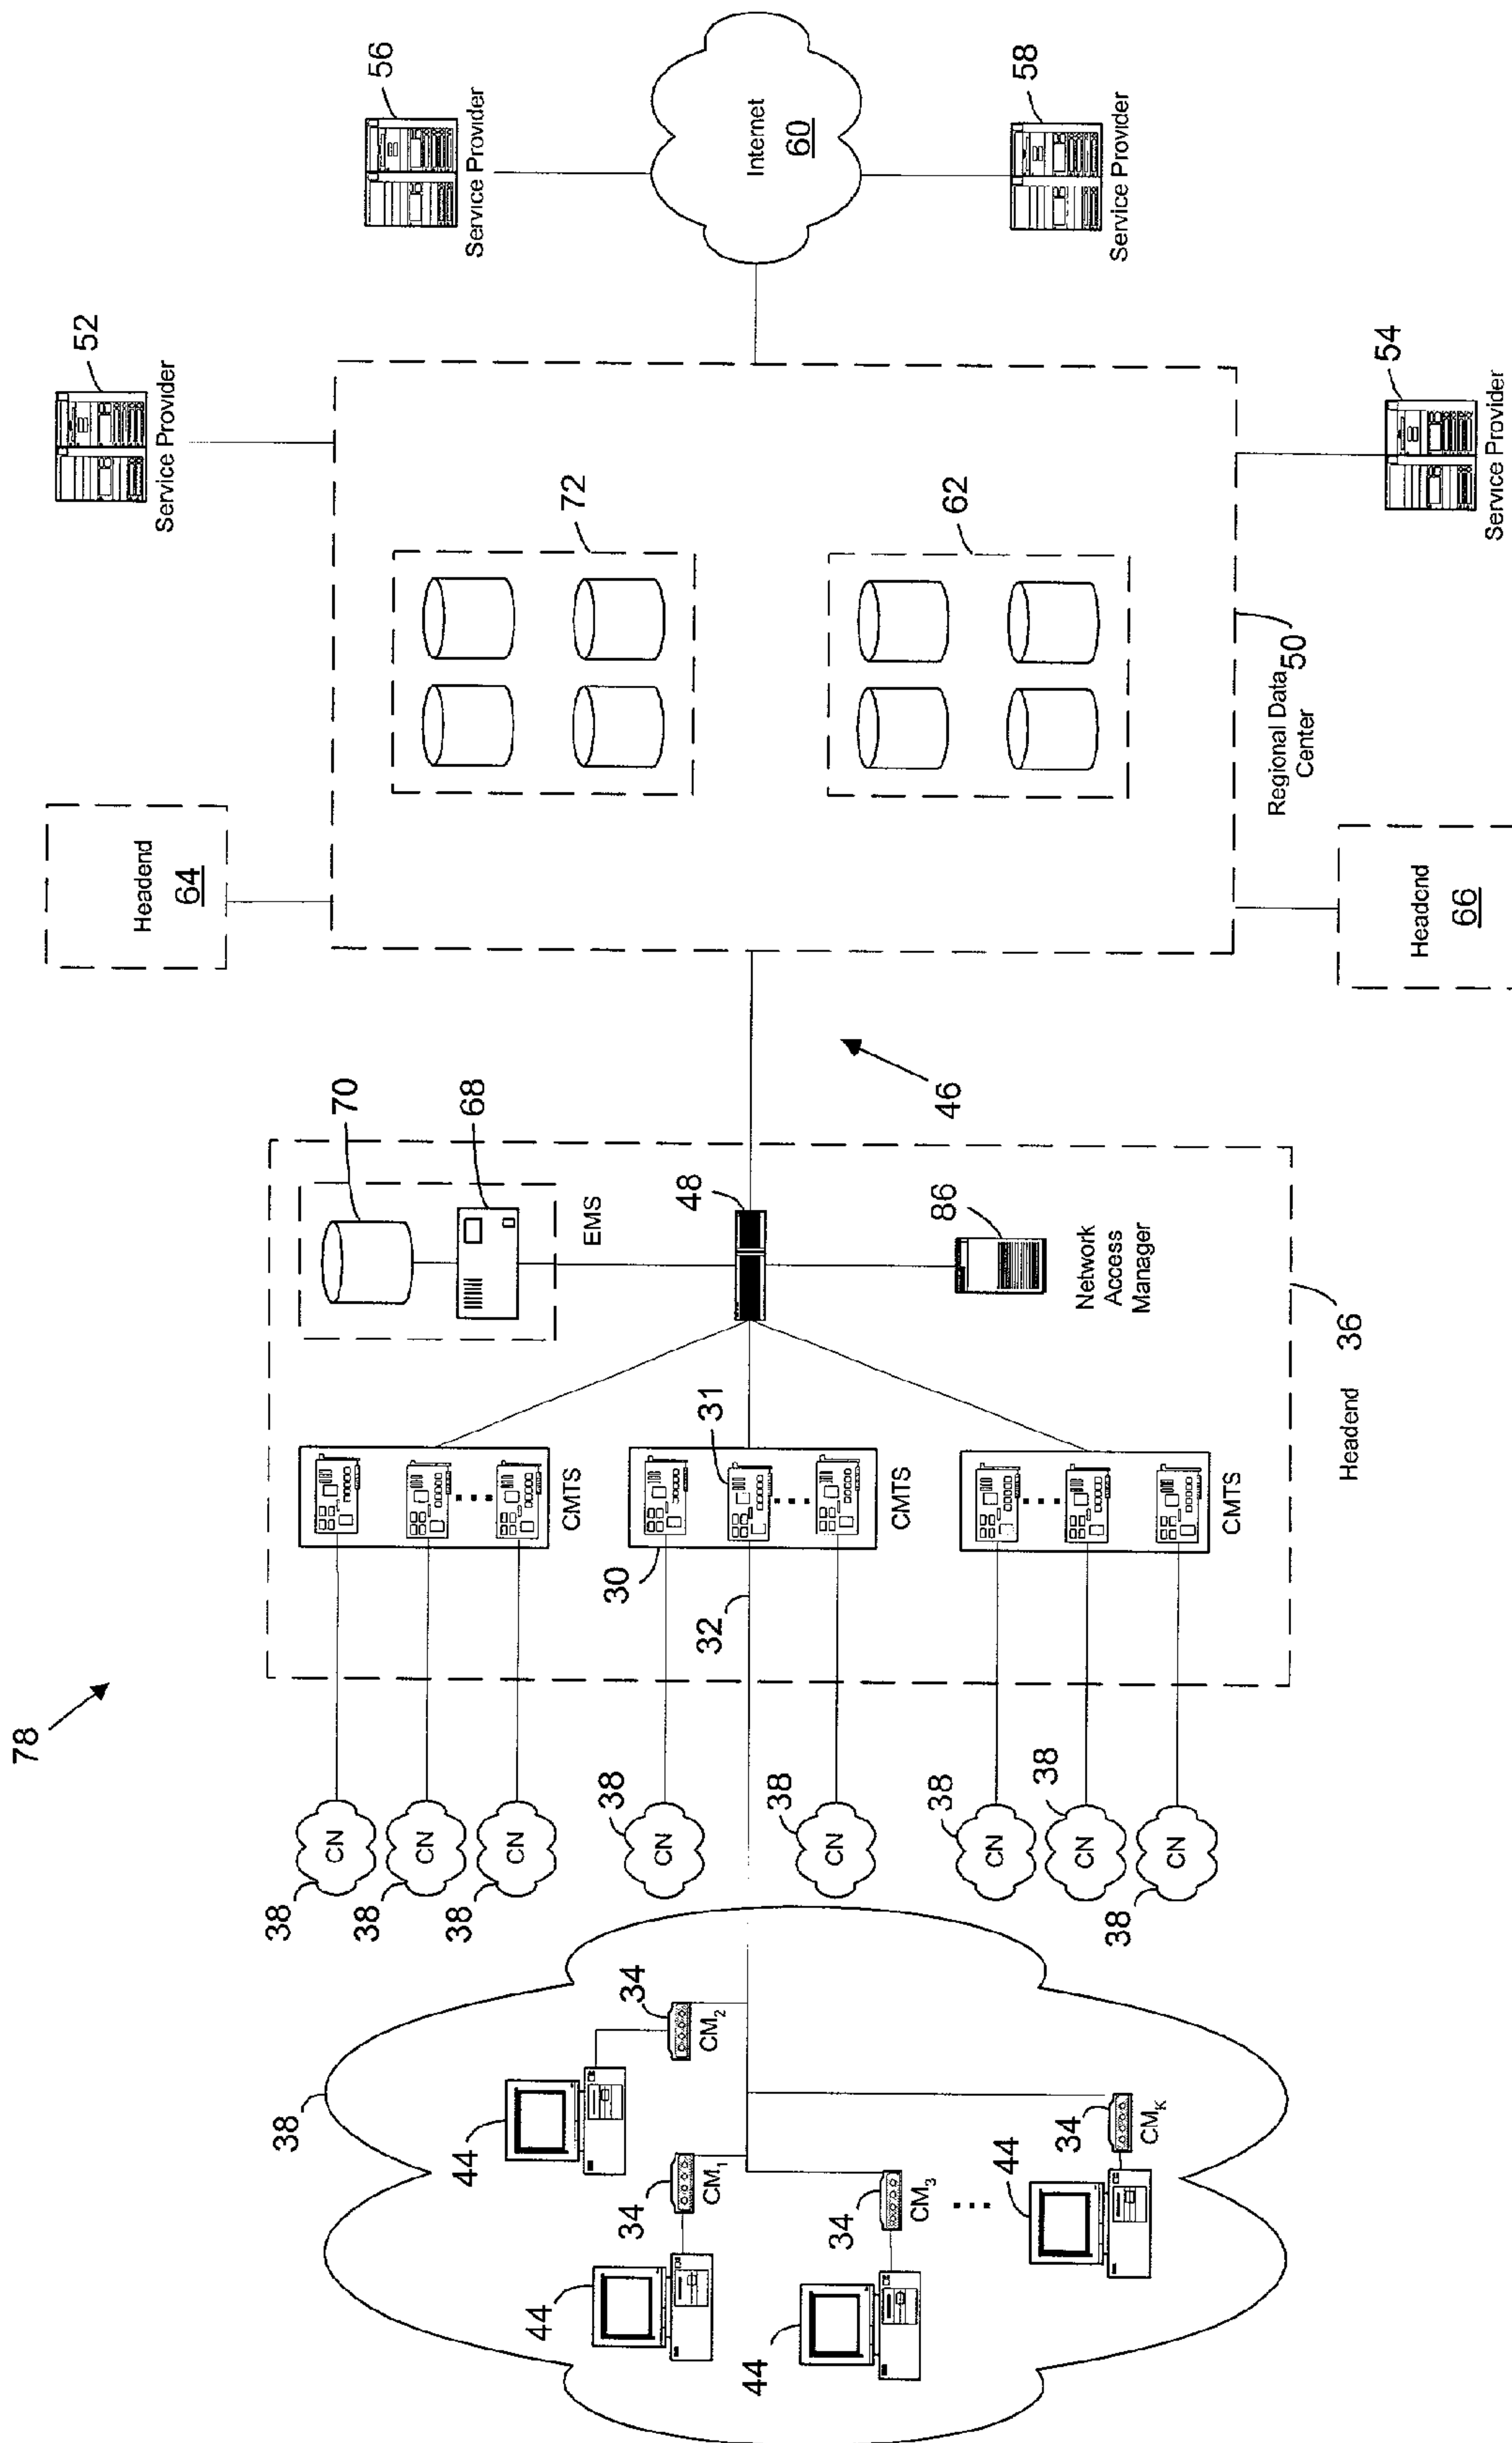 78
52
Service Provider
64
Headend
56
Service Provider
38
44
34
CM₂
38
CN
38
CN
38
CN
70
68
EMS
CMTS
72
Internet
60
44
34
CM₁
38
CN
32
30
31
CMTS
48
46
62
44
34
CM₃
38
CN
86
Network
Access
Manager
58
Service Provider
44
34
CMₖ
38
CN
38
CN
38
CN
CMTS
Headend
36
Regional Data
Center
50
Headend
66
54
Service Provider